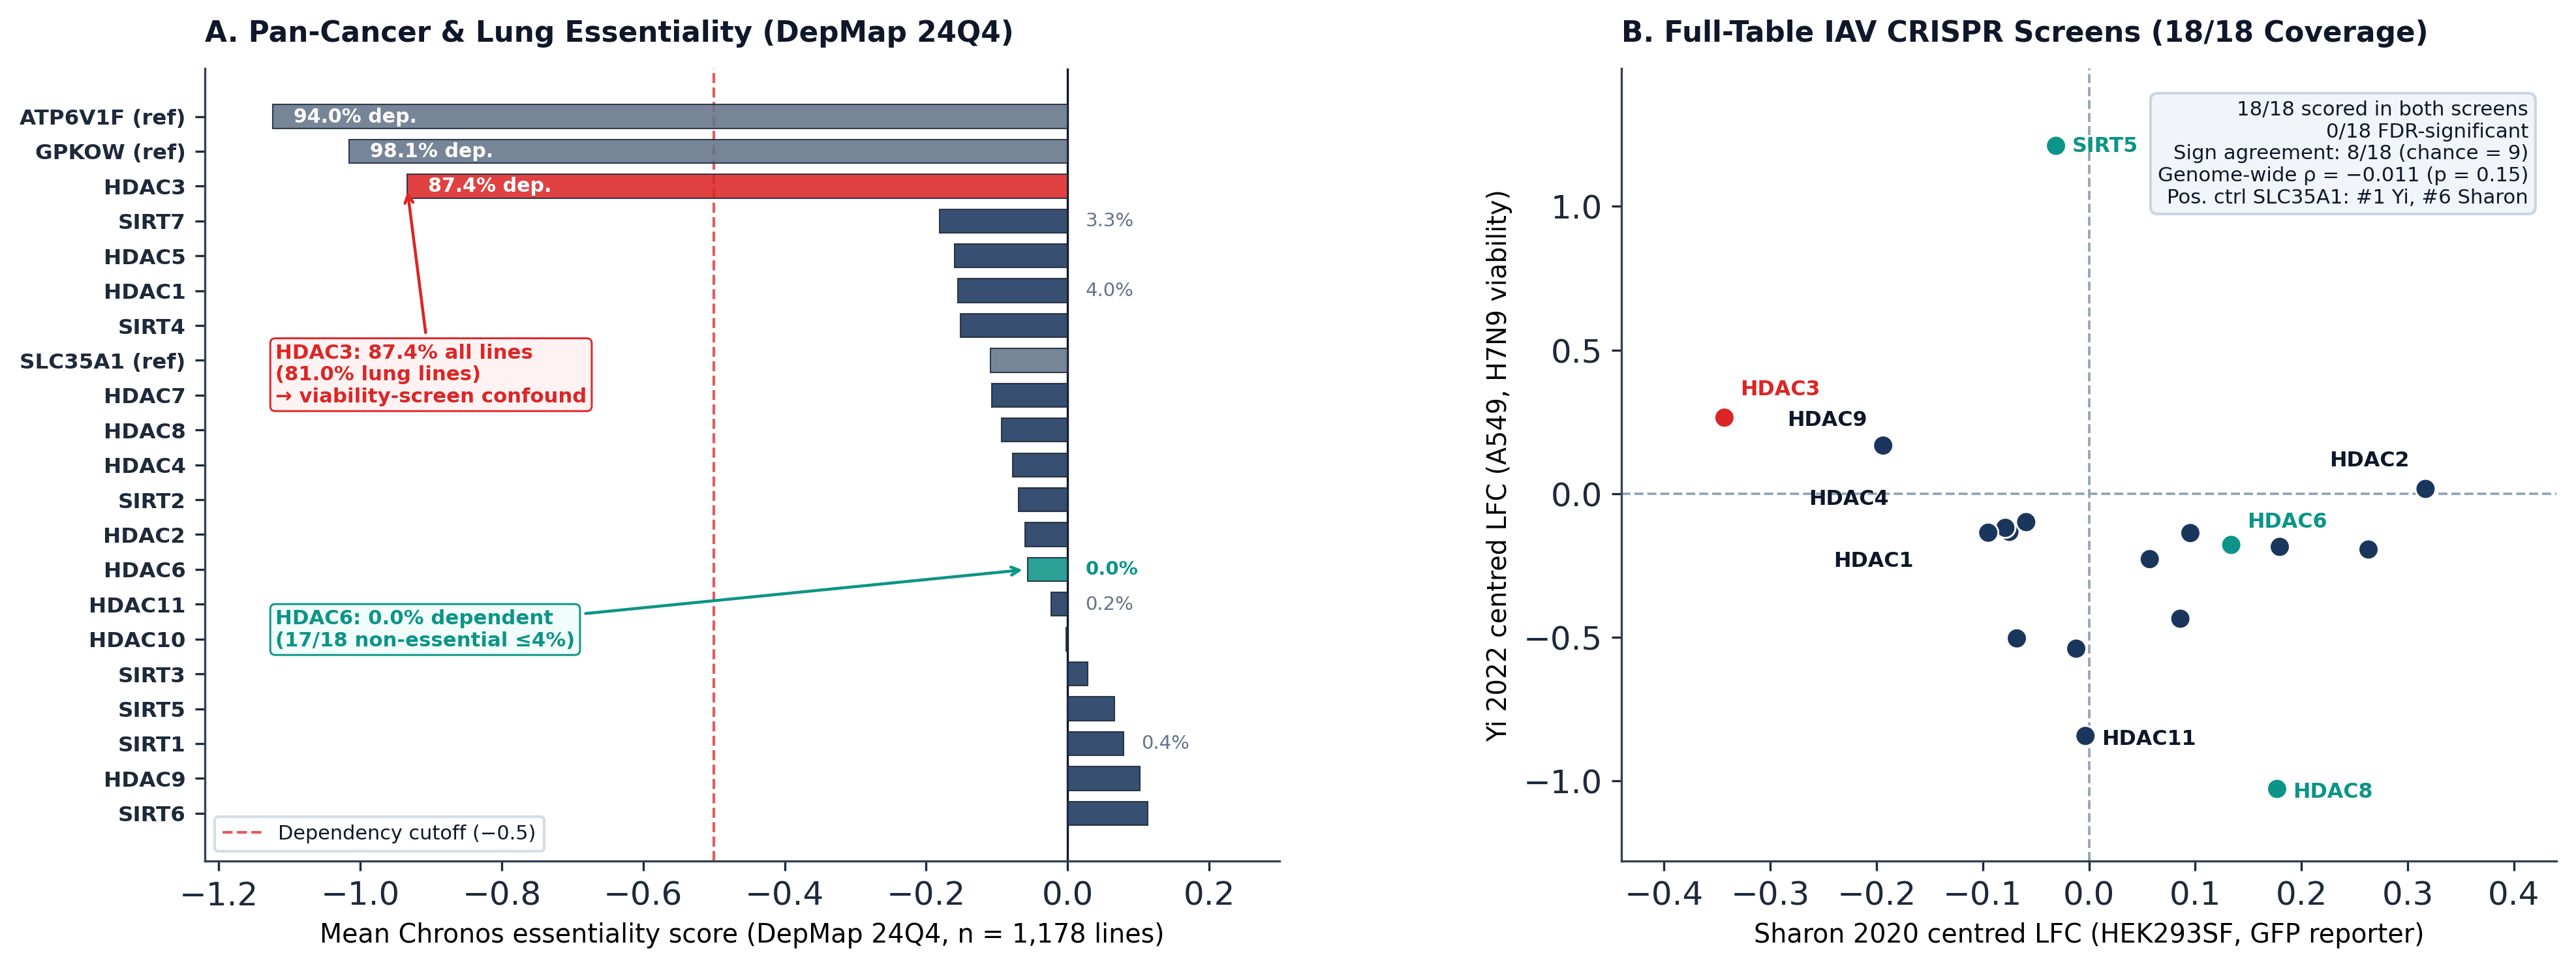 A. Pan-Cancer & Lung Essentiality (DepMap 24Q4)
ATP6V1F (ref)
GPKOW (ref)
HDAC3
SIRT7
HDAC5
HDAC1
SIRT4
SLC35A1 (ref)
HDAC7
HDAC8
HDAC4
SIRT2
HDAC2
HDAC6
HDAC11
HDAC10
SIRT3
SIRT5
SIRT1
HDAC9
SIRT6
94.0% dep.
98.1% dep.
87.4% dep.
3.3%
4.0%
0.0%
0.2%
0.4%
HDAC3: 87.4% all lines
(81.0% lung lines)
→ viability-screen confound
HDAC6: 0.0% dependent
(17/18 non-essential ≤4%)
Dependency cutoff (−0.5)
−1.2 −1.0 −0.8 −0.6 −0.4 −0.2 0.0 0.2
Mean Chronos essentiality score (DepMap 24Q4, n = 1,178 lines)
B. Full-Table IAV CRISPR Screens (18/18 Coverage)
18/18 scored in both screens
0/18 FDR-significant
Sign agreement: 8/18 (chance = 9)
Genome-wide ρ = −0.011 (p = 0.15)
Pos. ctrl SLC35A1: #1 Yi, #6 Sharon
Yi 2022 centred LFC (A549, H7N9 viability)
1.0
0.5
0.0
−0.5
−1.0
SIRT5
HDAC3
HDAC9
HDAC2
HDAC4
HDAC6
HDAC1
HDAC11
HDAC8
−0.4 −0.3 −0.2 −0.1 0.0 0.1 0.2 0.3 0.4
Sharon 2020 centred LFC (HEK293SF, GFP reporter)